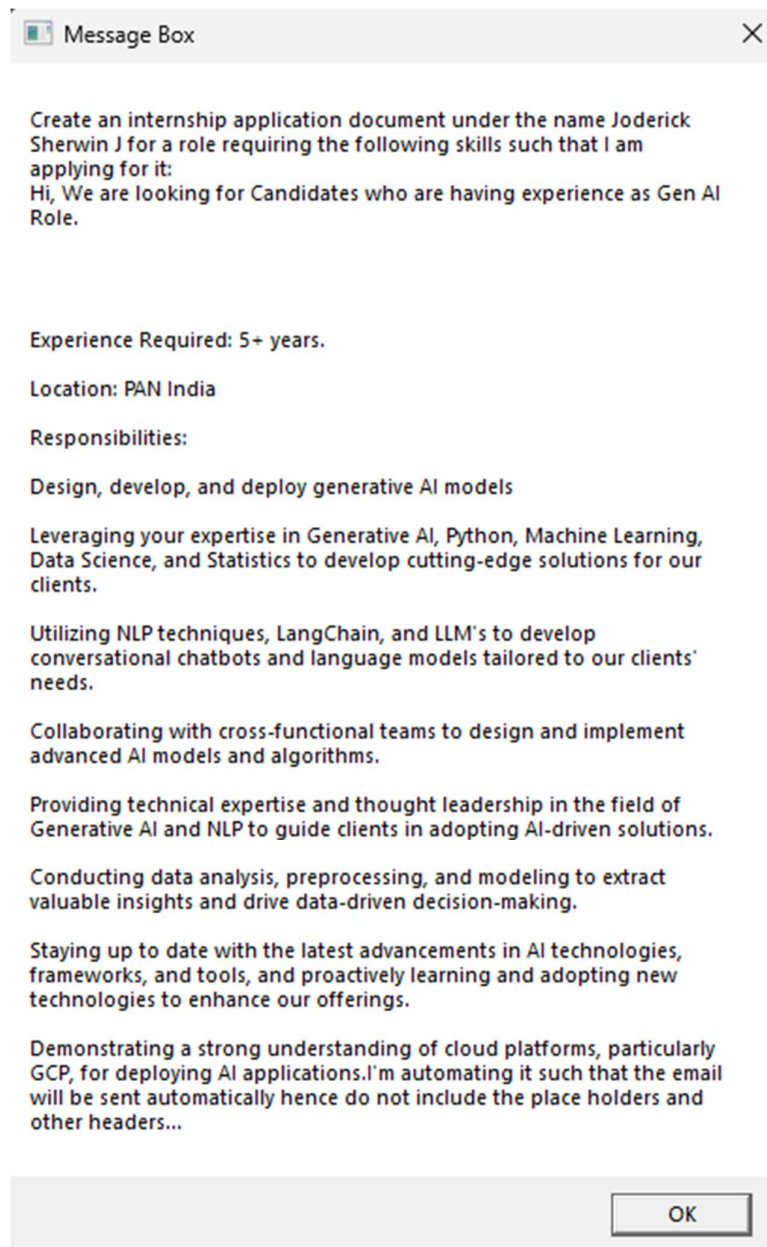 Message Box
Create an internship application document under the name Joderick
Sherwin J for a role requiring the following skills such that I am
applying for it:
Hi, We are looking for Candidates who are having experience as Gen AI
Role.
Experience Required: 5+ years.
Location: PAN India
Responsibilities:
Design, develop, and deploy generative AI models
Leveraging your expertise in Generative AI, Python, Machine Learning,
Data Science, and Statistics to develop cutting-edge solutions for our
clients.
Utilizing NLP techniques, LangChain, and LLM's to develop
conversational chatbots and language models tailored to our clients'
needs.
Collaborating with cross-functional teams to design and implement
advanced AI models and algorithms.
Providing technical expertise and thought leadership in the field of
Generative AI and NLP to guide clients in adopting AI-driven solutions.
Conducting data analysis, preprocessing, and modeling to extract
valuable insights and drive data-driven decision-making.
Staying up to date with the latest advancements in AI technologies,
frameworks, and tools, and proactively learning and adopting new
technologies to enhance our offerings.
Demonstrating a strong understanding of cloud platforms, particularly
GCP, for deploying AI applications.I'm automating it such that the email
will be sent automatically hence do not include the place holders and
other headers...
OK